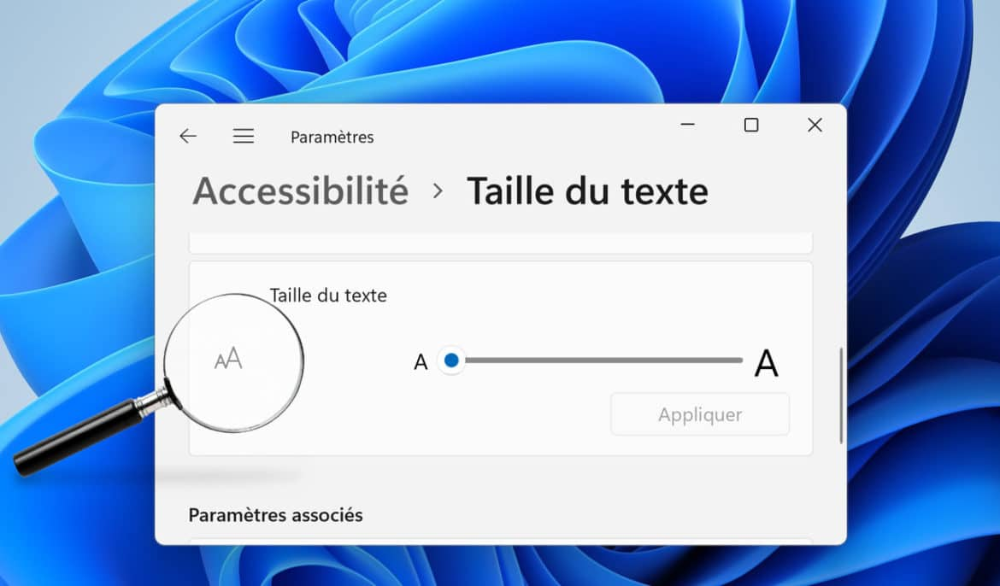 Paramètres
Accessibilité > Taille du texte
Taille du texte
AA
A A
Appliquer
Paramètres associés